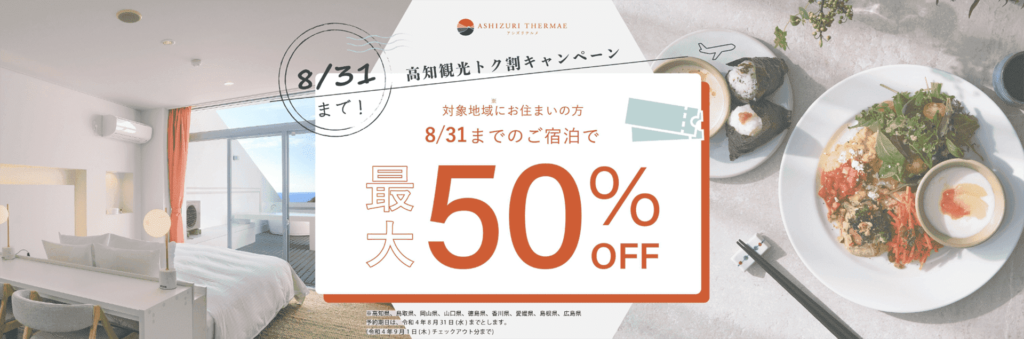 ASHIZURI THERMAE
アシズリテルメ
8/31
まで！
高知観光トク割キャンペーン
※
対象地域にお住まいの方
8/31までのご宿泊で
最大50%OFF
※高知県、鳥取県、岡山県、山口県、徳島県、香川県、愛媛県、島根県、広島県
予約期日は、令和4年8月31日(水)までとします。
(令和4年9月1日(木)チェックアウト分まで)